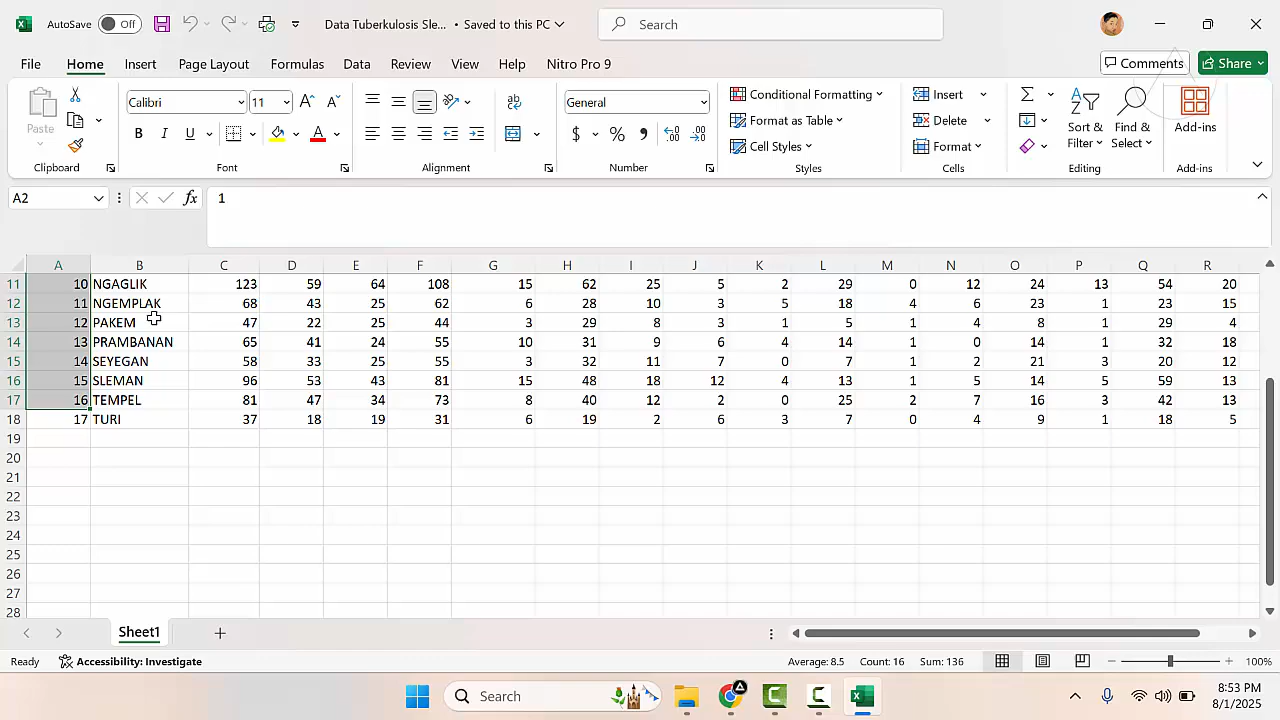 AutoSave Off Data Tuberkulosis Sle... • Saved to this PC Search
File Home Insert Page Layout Formulas Data Review View Help Nitro Pro 9 Comments Share
Paste Calibri 11 A A ab General Conditional Formatting Insert Σ Sort & Filter Find & Select Add-ins
B I U A $ % 9 Format as Table Delete
Cell Styles Format
Clipboard Font Alignment Number Styles Cells Editing Add-ins
A2 fx 1
A B C D E F G H I J K L M N O P Q R
11 10 NGAGLIK 123 59 64 108 15 62 25 5 2 29 0 12 24 13 54 20
12 11 NGEMPLAK 68 43 25 62 6 28 10 3 5 18 4 6 23 1 23 15
13 12 PAKEM 47 22 25 44 3 29 8 3 1 5 1 4 8 1 29 4
14 13 PRAMBANAN 65 41 24 55 10 31 9 6 4 14 1 0 14 1 32 18
15 14 SEYEGAN 58 33 25 55 3 32 11 7 0 7 1 2 21 3 20 12
16 15 SLEMAN 96 53 43 81 15 48 18 12 4 13 1 5 14 5 59 13
17 16 TEMPEL 81 47 34 73 8 40 12 2 0 25 2 7 16 3 42 13
18 17 TURI 37 18 19 31 6 19 2 6 3 7 0 4 9 1 18 5
19
20
21
22
23
24
25
26
27
28
Sheet1
Ready Accessibility: Investigate Average: 8.5 Count: 16 Sum: 136 100%
Search 8:53 PM
8/1/2025